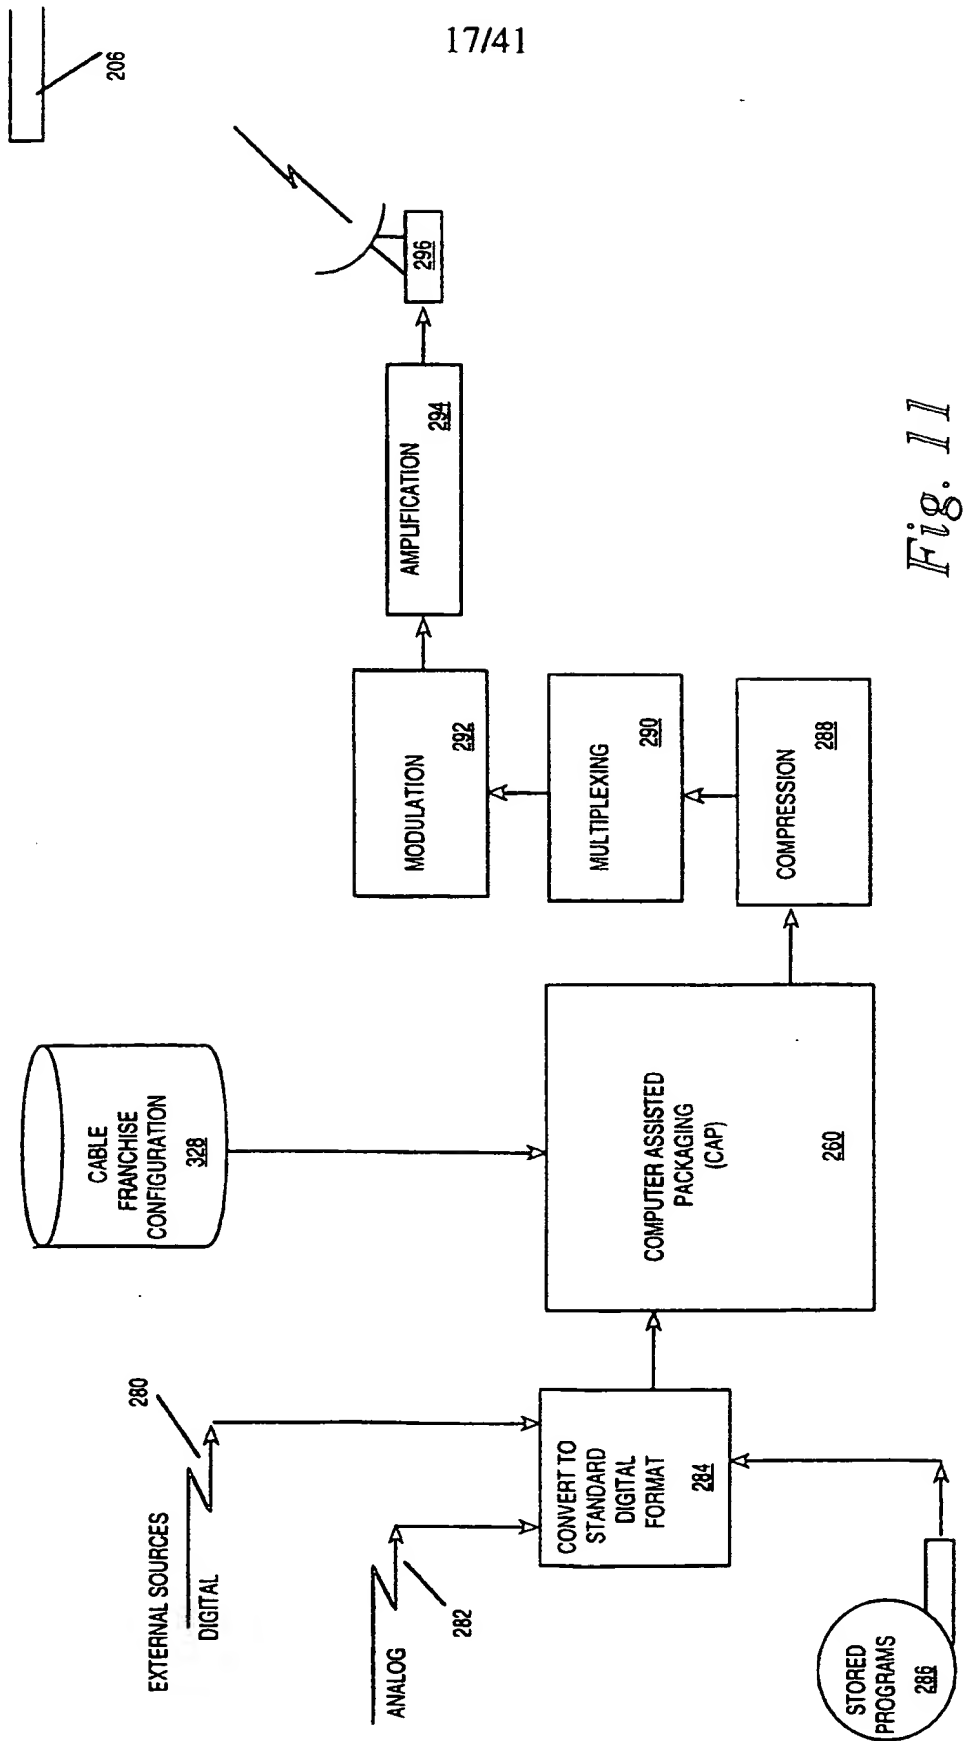 17/41
206
296
AMPLIFICATION
294
MODULATION
292
MULTIPLEXING
290
COMPRESSION
288
CABLE
FRANCHISE
CONFIGURATION
328
COMPUTER ASSISTED
PACKAGING
(CAP)
260
EXTERNAL SOURCES
DIGITAL
280
ANALOG
282
CONVERT TO
STANDARD
DIGITAL
FORMAT
284
STORED
PROGRAMS
286
Fig. 11